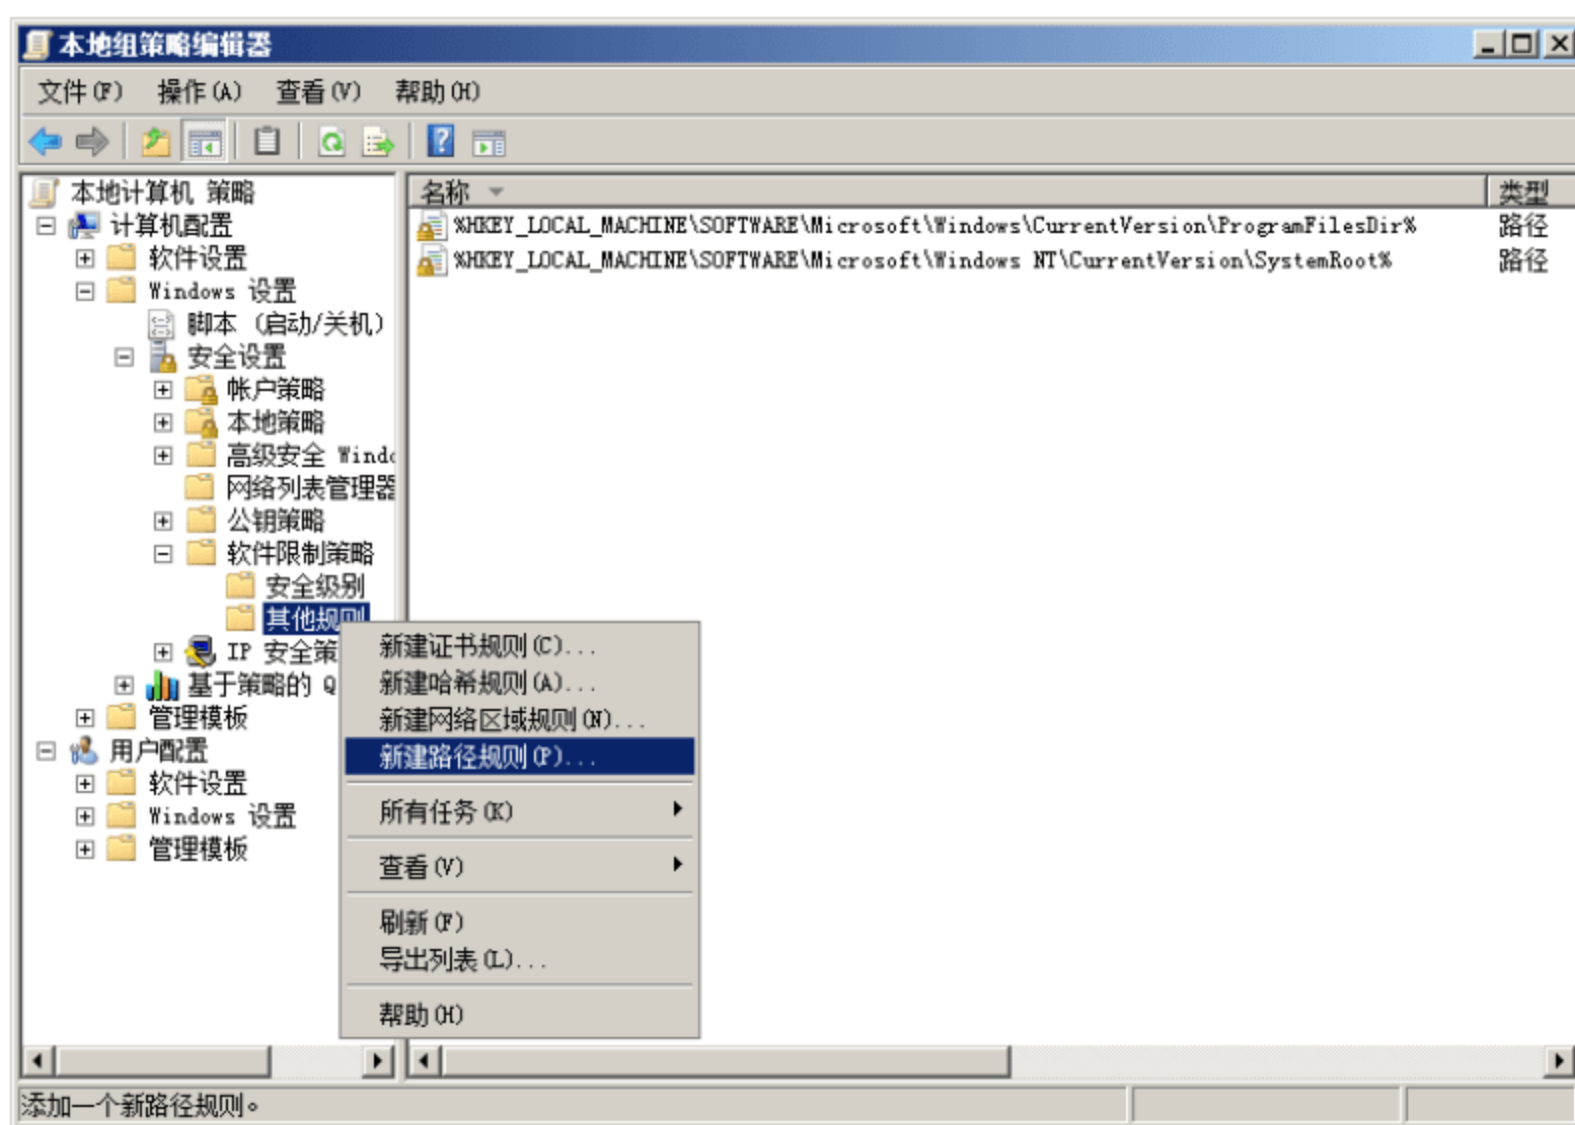 本地组策略编辑器
文件(F) 操作(A) 查看(V) 帮助(H)
名称 类型
本地计算机 策略
计算机配置
软件设置
Windows 设置
脚本 (启动/关机)
安全设置
帐户策略
本地策略
高级安全 Windo
网络列表管理器
公钥策略
软件限制策略
安全级别
其他规则
IP 安全策
基于策略的 Q
管理模板
用户配置
软件设置
Windows 设置
管理模板
%HKEY_LOCAL_MACHINE\SOFTWARE\Microsoft\Windows\CurrentVersion\ProgramFilesDir% 路径
%HKEY_LOCAL_MACHINE\SOFTWARE\Microsoft\Windows NT\CurrentVersion\SystemRoot% 路径
新建证书规则(C)...
新建哈希规则(A)...
新建网络区域规则(N)...
新建路径规则(P)...
所有任务(K)
查看(V)
刷新(F)
导出列表(L)...
帮助(H)
添加一个新路径规则。